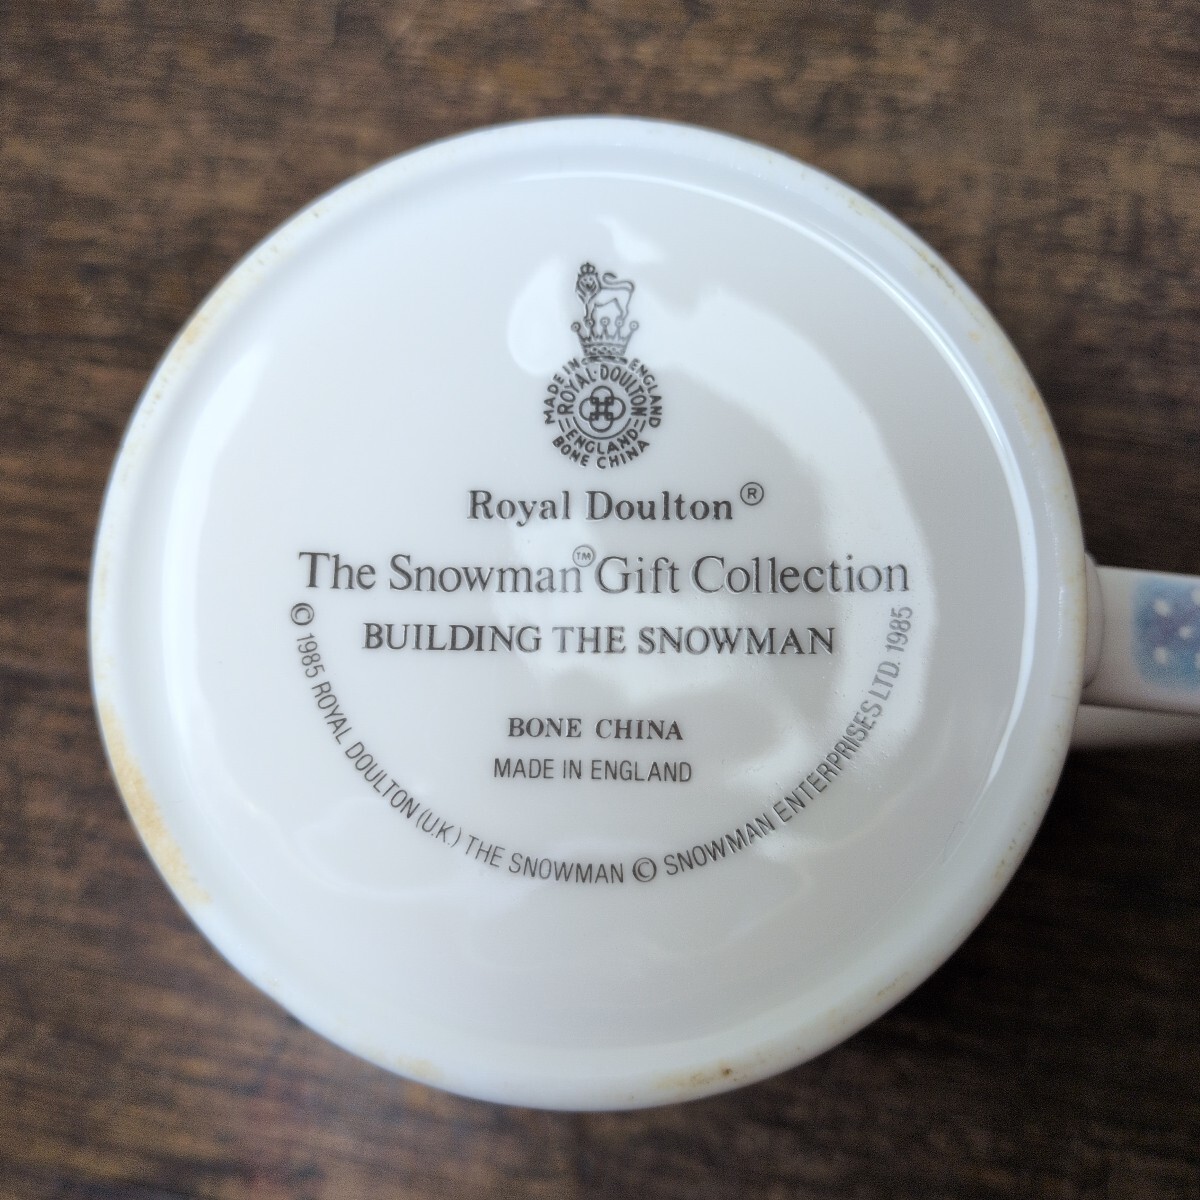 MADE IN ENGLAND
ROYAL·DOULTON
ENGLAND
BONE CHINA
Royal Doulton®
The Snowman™ Gift Collection
BUILDING THE SNOWMAN
BONE CHINA
MADE IN ENGLAND
© 1985 ROYAL DOULTON (U.K.) THE SNOWMAN © SNOWMAN ENTERPRISES LTD. 1985